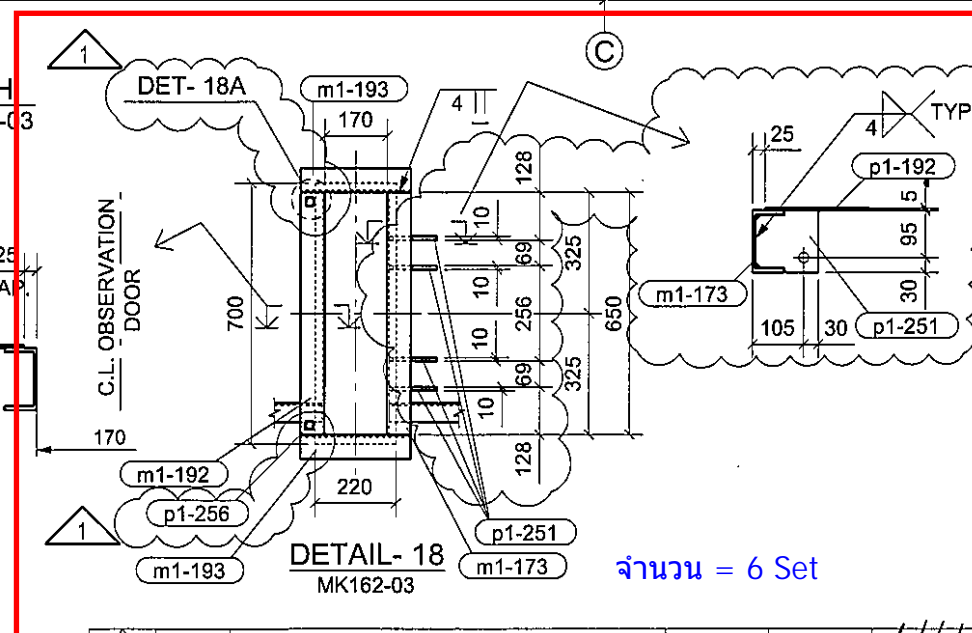 C
1
DET- 18A
m1-193
170
4
H
-03
128
10
69
325
10
256
650
700
10
69
325
10
128
C.L. OBSERVATION
DOOR
25
AP.
170
m1-192
p1-256
1
m1-193
220
p1-251
m1-173
DETAIL- 18
MK162-03
4
TYP
25
p1-192
5
95
30
m1-173
105
30
p1-251
จำนวน = 6 Set